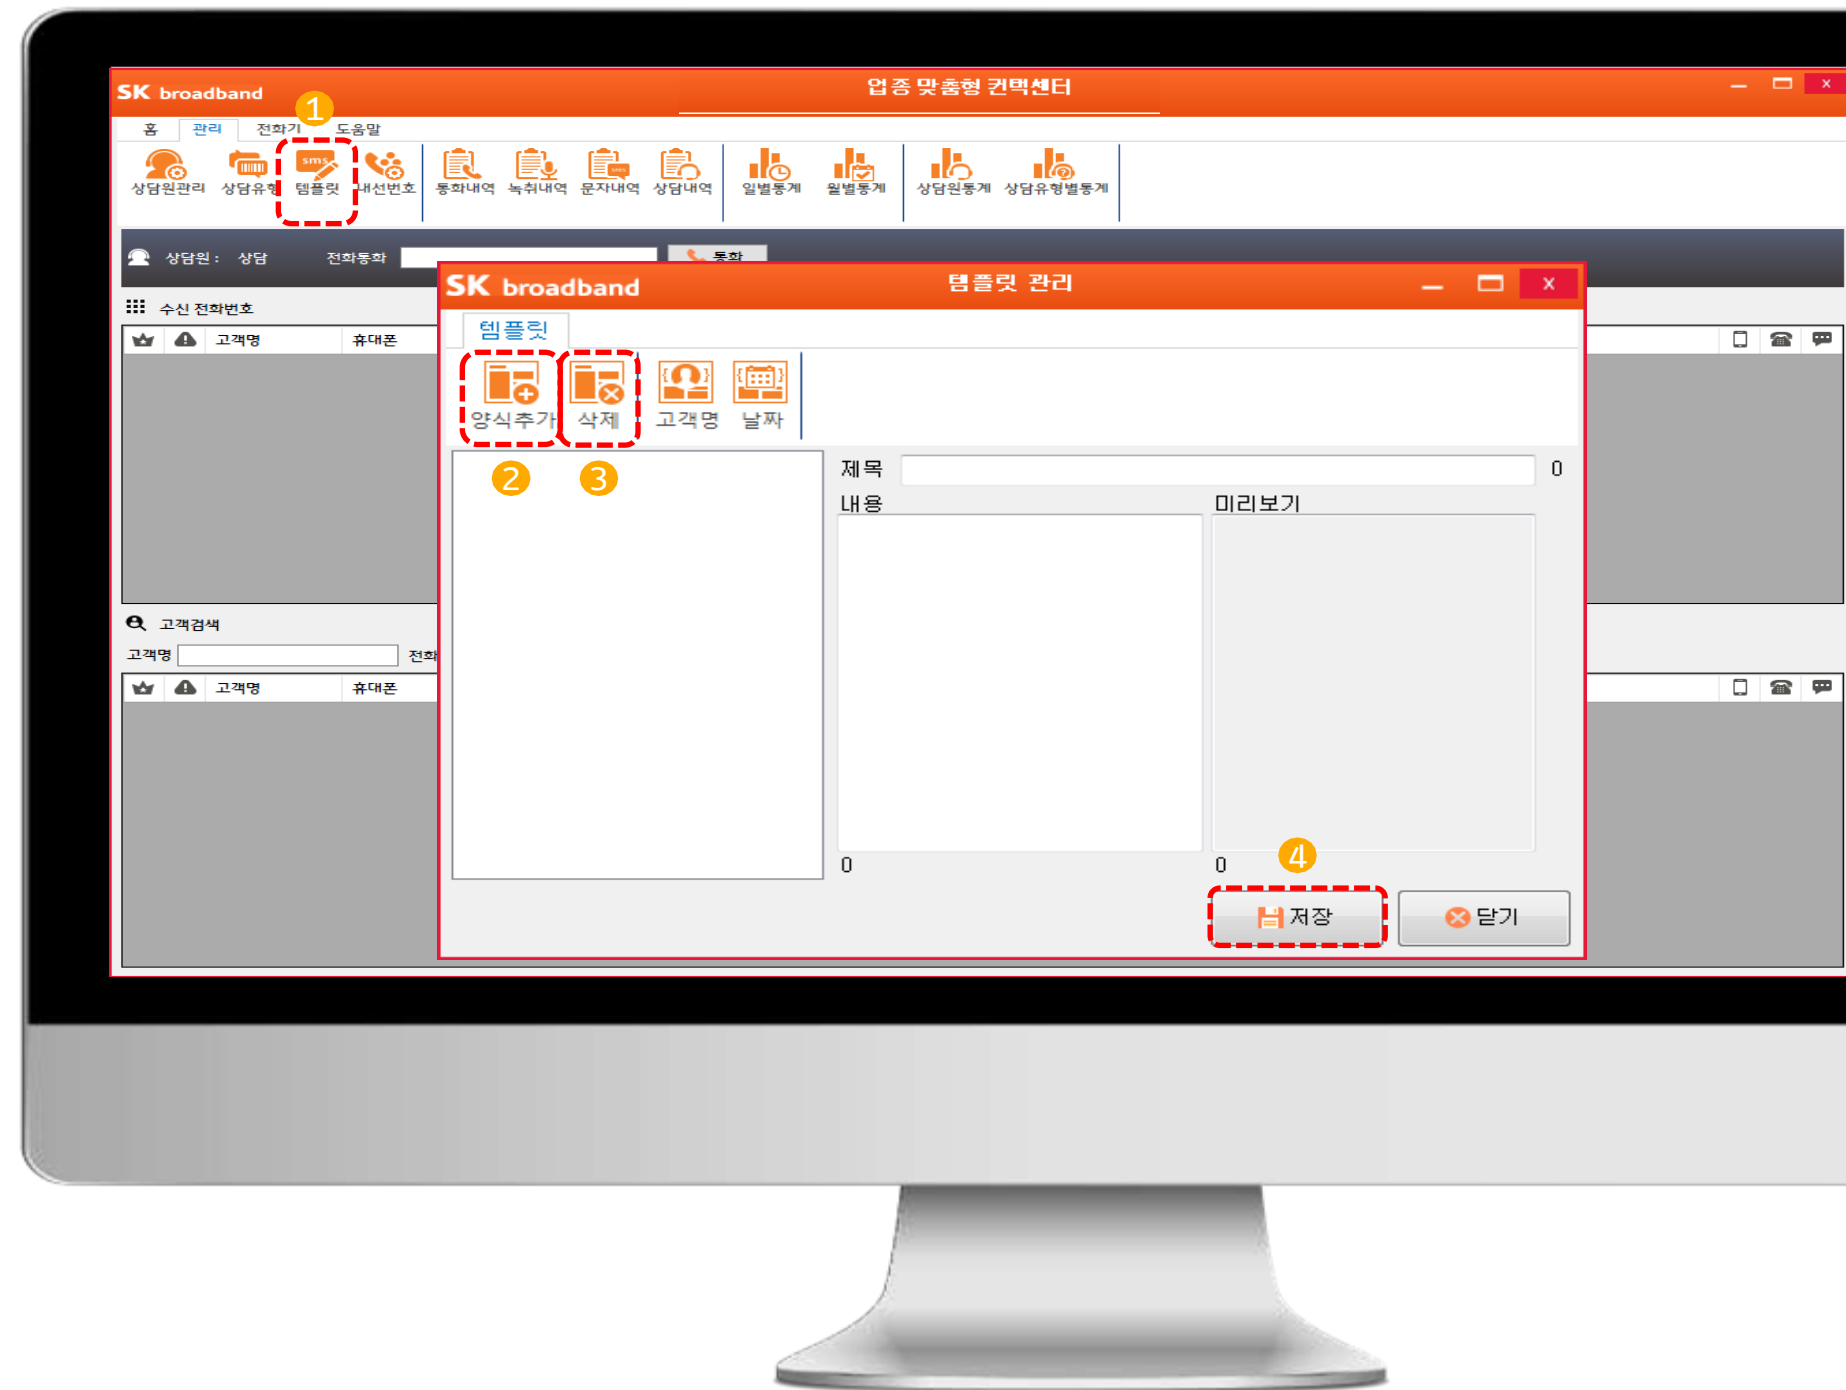 SK broadband 업종 맞춤형 컨택센터 x
1
홈 관리 전화기 도움말
sms
상담원관리 상담유형 템플릿 내선번호 통화내역 녹취내역 문자내역 상담내역 일별통계 월별통계 상담원통계 상담유형별통계
상담원 : 상담 전화통화 통화
SK broadband 템플릿 관리 x
수신 전화번호
템플릿
고객명 휴대폰
양식추가 삭제 고객명 날짜
2 3
제목 0
내용 미리보기
고객검색
고객명 전화
고객명 휴대폰
0 0 4
저장 닫기